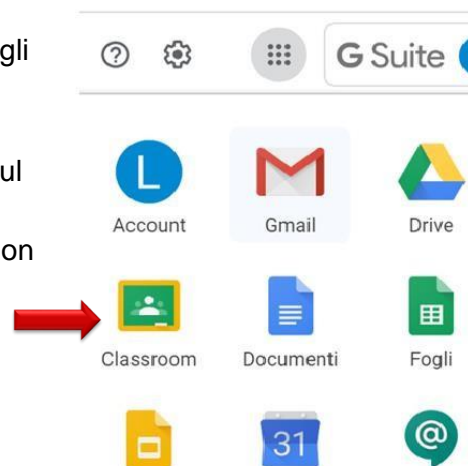 gli
G Suite
ul
L
Account Gmail Drive
on
Classroom Documenti Fogli
31 @